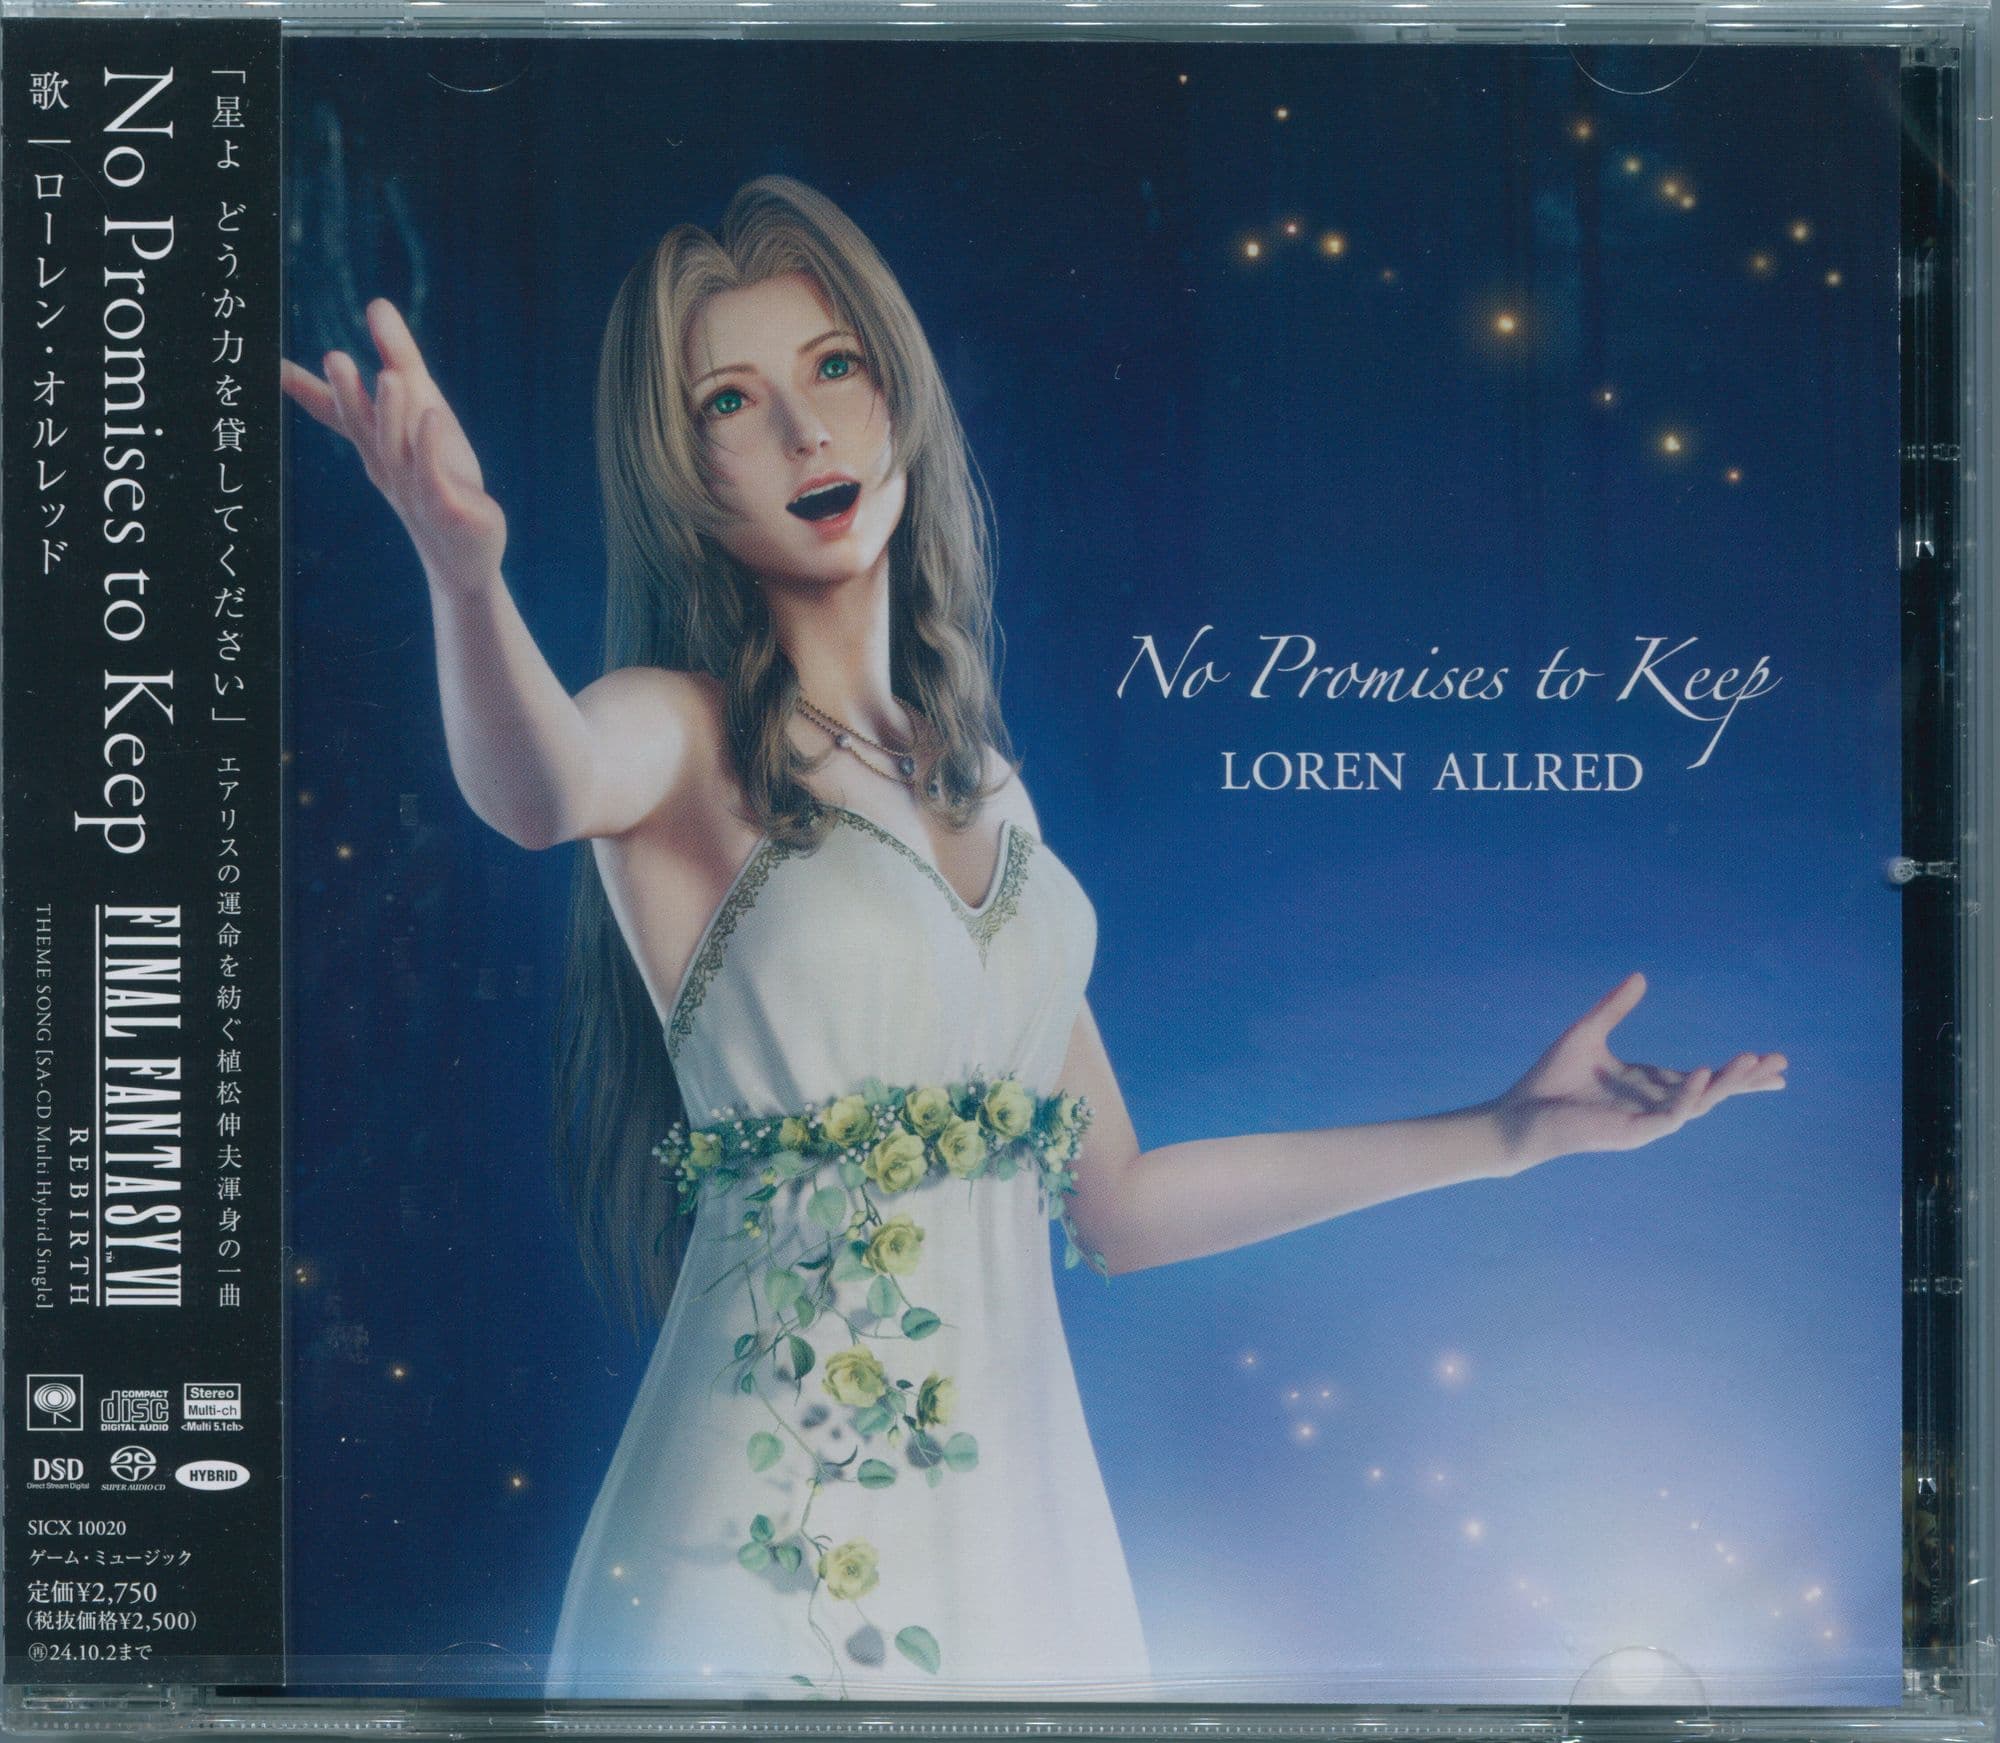 「星よ どうか力を貸してください」 エアリスの運命を紡ぐ植松伸夫渾身の一曲
No Promises to Keep
FINAL FANTASY VII
™
REBIRTH
歌｜ローレン・オルレッド
THEME SONG [SA-CD Multi Hybrid Single]
COMPACT
disc
DIGITAL AUDIO
Stereo
Multi-ch
<Multi 5.1ch>
DSD
Direct Stream Digital
SUPER AUDIO CD
HYBRID
SICX 10020
ゲーム・ミュージック
定価¥2,750
(税抜価格¥2,500)
㊢24.10.2まで
No Promises to Keep
LOREN ALLRED